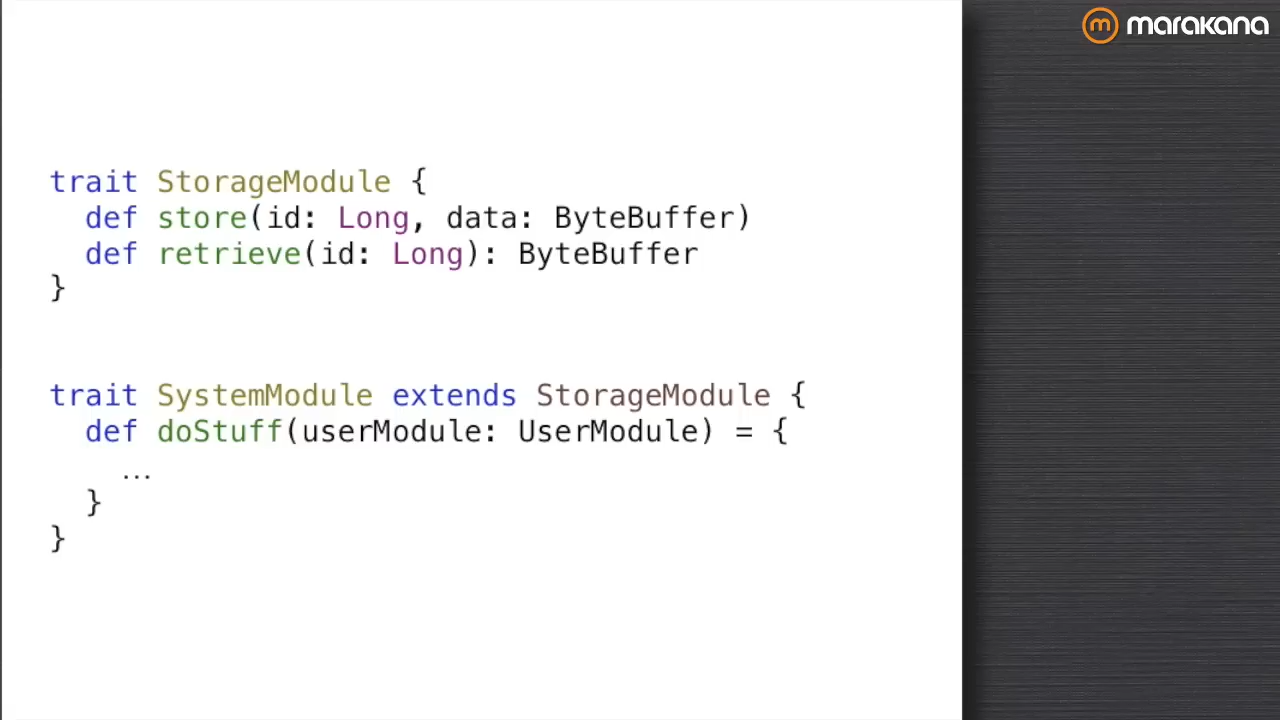 marakana
trait StorageModule {
def store(id: Long, data: ByteBuffer)
def retrieve(id: Long): ByteBuffer
}
trait SystemModule extends StorageModule {
def doStuff(userModule: UserModule) = {
...
}
}